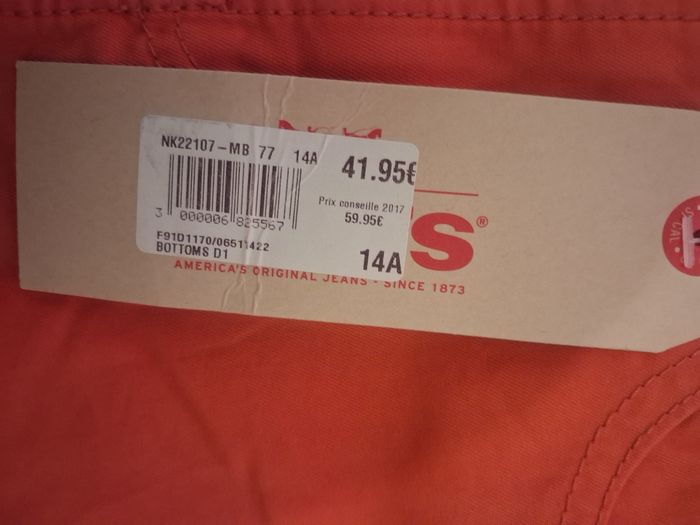 NK22107-MB 77 14A
41.95€
Prix conseille 2017
59.95€
3 000006 825567
F91D1170/06511422
BOTTOMS D1
14A
S®
AMERICA'S ORIGINAL JEANS - SINCE 1873